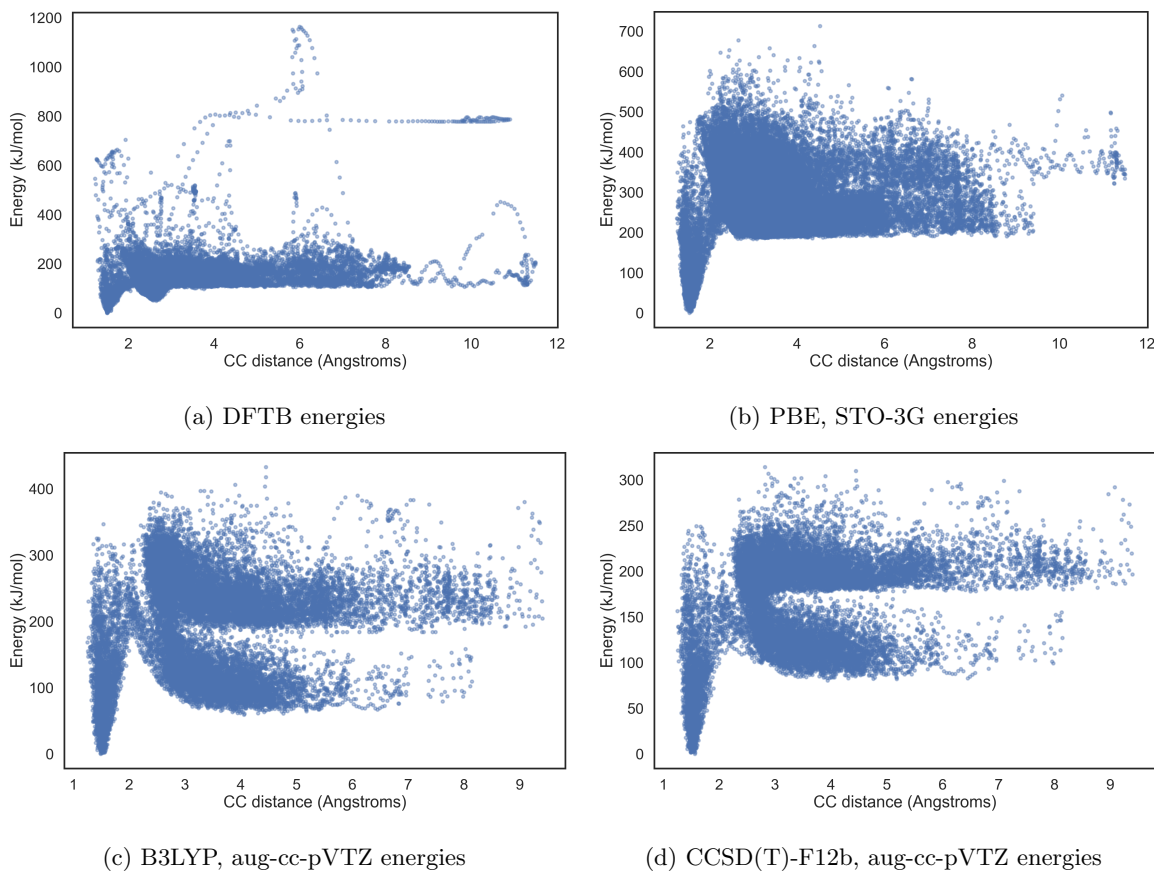 1200
1000
800
600
400
200
0
Energy (kJ/mol)
2 4 6 8 10 12
CC distance (Angstroms)
(a) DFTB energies
700
600
500
400
300
200
100
0
Energy (kJ/mol)
2 4 6 8 10 12
CC distance (Angstroms)
(b) PBE, STO-3G energies
400
300
200
100
0
Energy (kJ/mol)
1 2 3 4 5 6 7 8 9
CC distance (Angstroms)
(c) B3LYP, aug-cc-pVTZ energies
300
250
200
150
100
50
0
Energy (kJ/mol)
1 2 3 4 5 6 7 8 9
CC distance (Angstroms)
(d) CCSD(T)-F12b, aug-cc-pVTZ energies